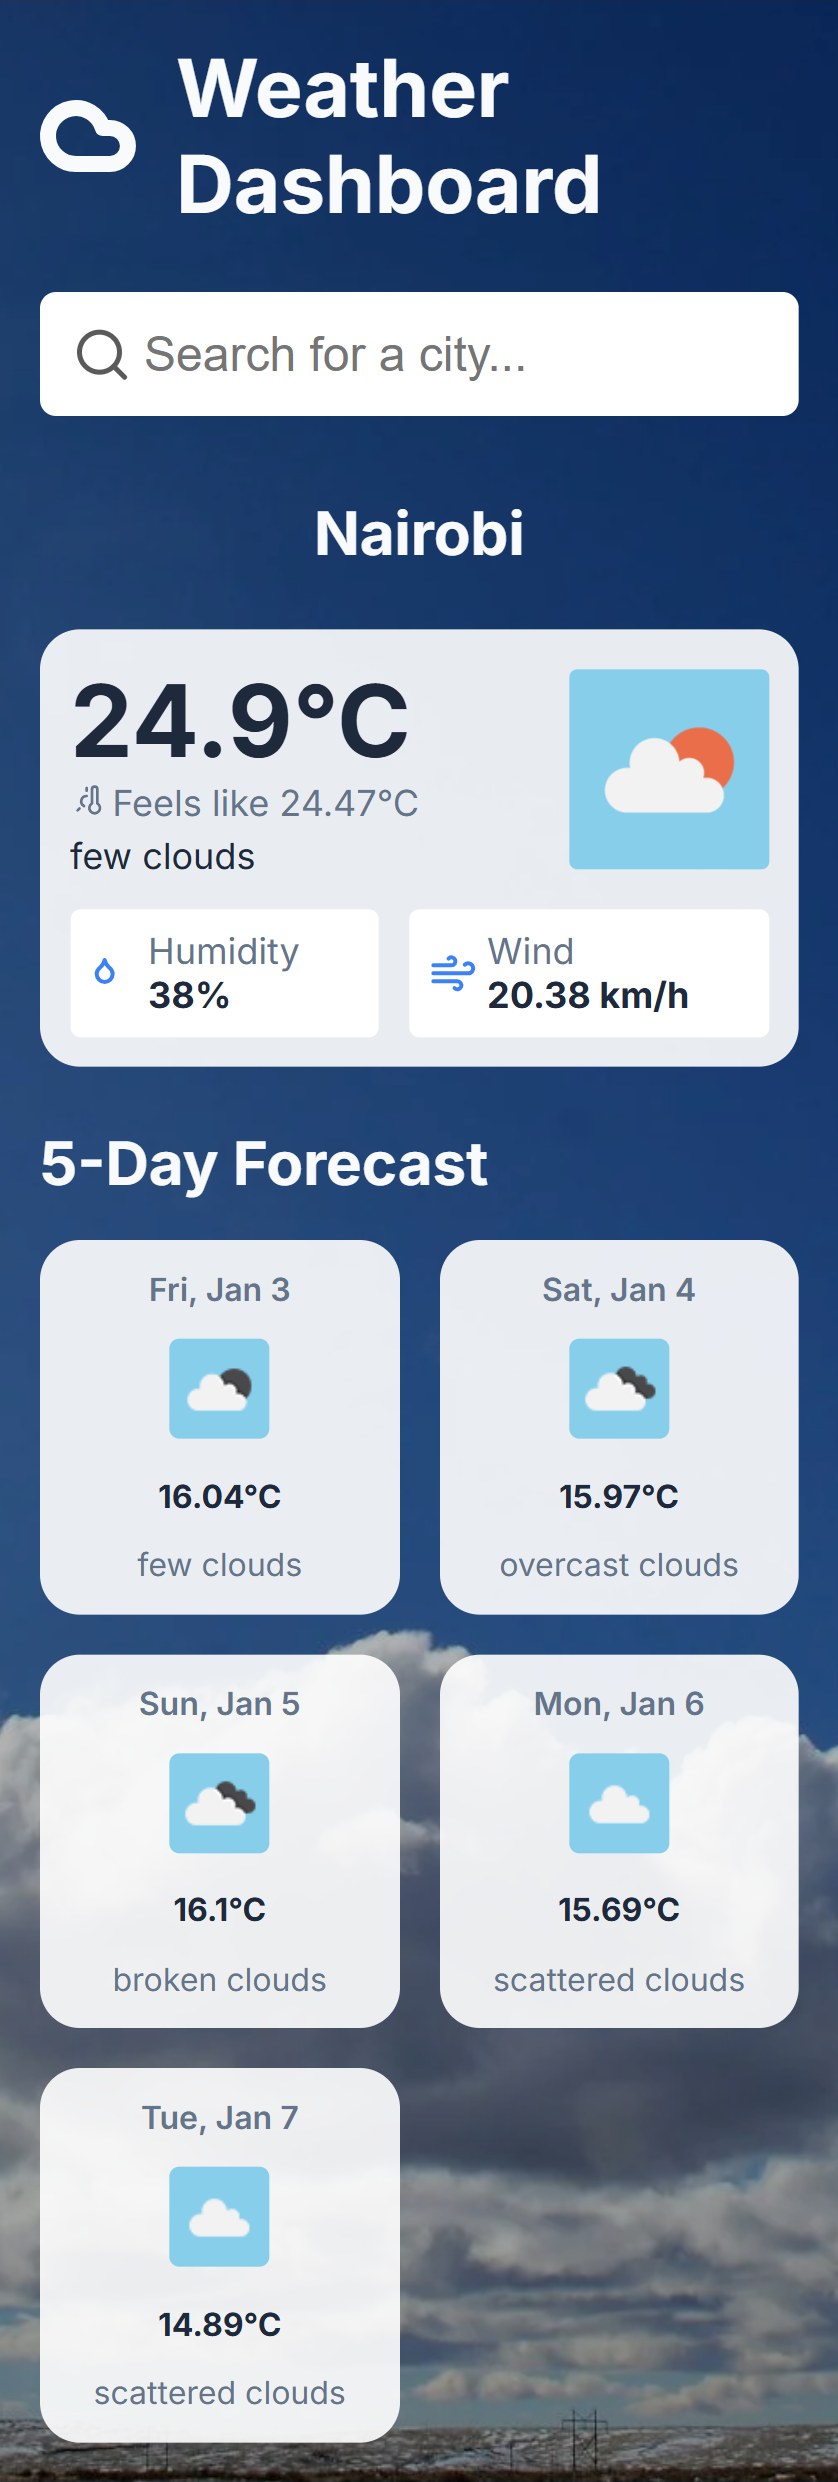 Weather
Dashboard
Search for a city...
Nairobi
24.9°C
Feels like 24.47°C
few clouds
Humidity
38%
Wind
20.38 km/h
5-Day Forecast
Fri, Jan 3
16.04°C
few clouds
Sat, Jan 4
15.97°C
overcast clouds
Sun, Jan 5
16.1°C
broken clouds
Mon, Jan 6
15.69°C
scattered clouds
Tue, Jan 7
14.89°C
scattered clouds